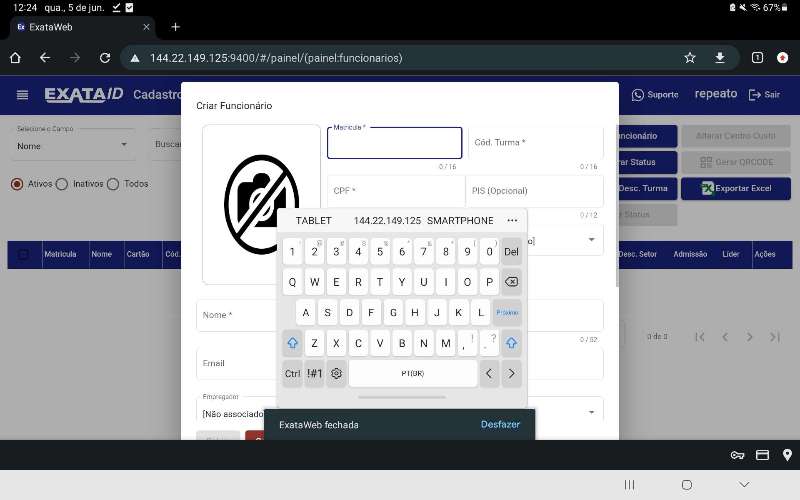 12:24 qua., 5 de jun. 67%
ExataWeb
144.22.149.125:9400/#/painel/(painel:funcionarios)
EXATA ID Cadastro Suporte repeato Sair
Criar Funcionário
Selecione o Campo
Nome
Buscar
Ativos Inativos Todos
Matrícula *
0 / 16
Cód. Turma *
0 / 16
CPF *
PIS (Opcional)
0 / 12
Alterar Centro Custo
Gerar QRCODE
Status
Desc. Turma
Exportar Excel
Status
Matrícula Nome Cartão Cód. Desc. Setor Admissão Líder Ações
Nome *
0 / 52
0 de 0
Email
Empregador
[Não associado
TABLET 144.22.149.125 SMARTPHONE ...
1 2 3 4 5 6 7 8 9 0 Del
Q W E R T Y U I O P
A S D F G H J K L Próximo
Z X C V B N M , ! . ?
Ctrl !#1 PT(BR) < >
ExataWeb fechada Desfazer